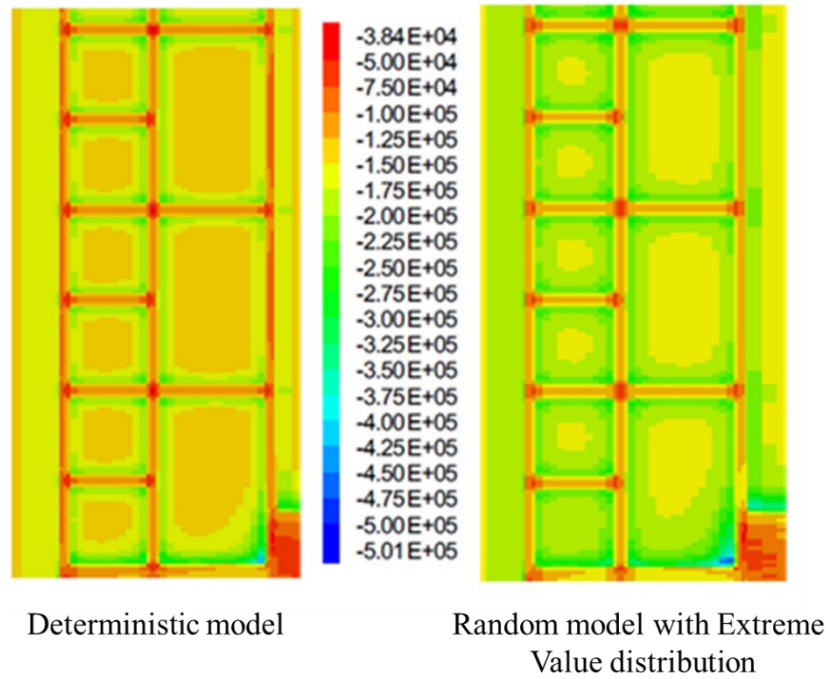 -3.84E+04
-5.00E+04
-7.50E+04
-1.00E+05
-1.25E+05
-1.50E+05
-1.75E+05
-2.00E+05
-2.25E+05
-2.50E+05
-2.75E+05
-3.00E+05
-3.25E+05
-3.50E+05
-3.75E+05
-4.00E+05
-4.25E+05
-4.50E+05
-4.75E+05
-5.00E+05
-5.01E+05
Deterministic model
Random model with Extreme
Value distribution